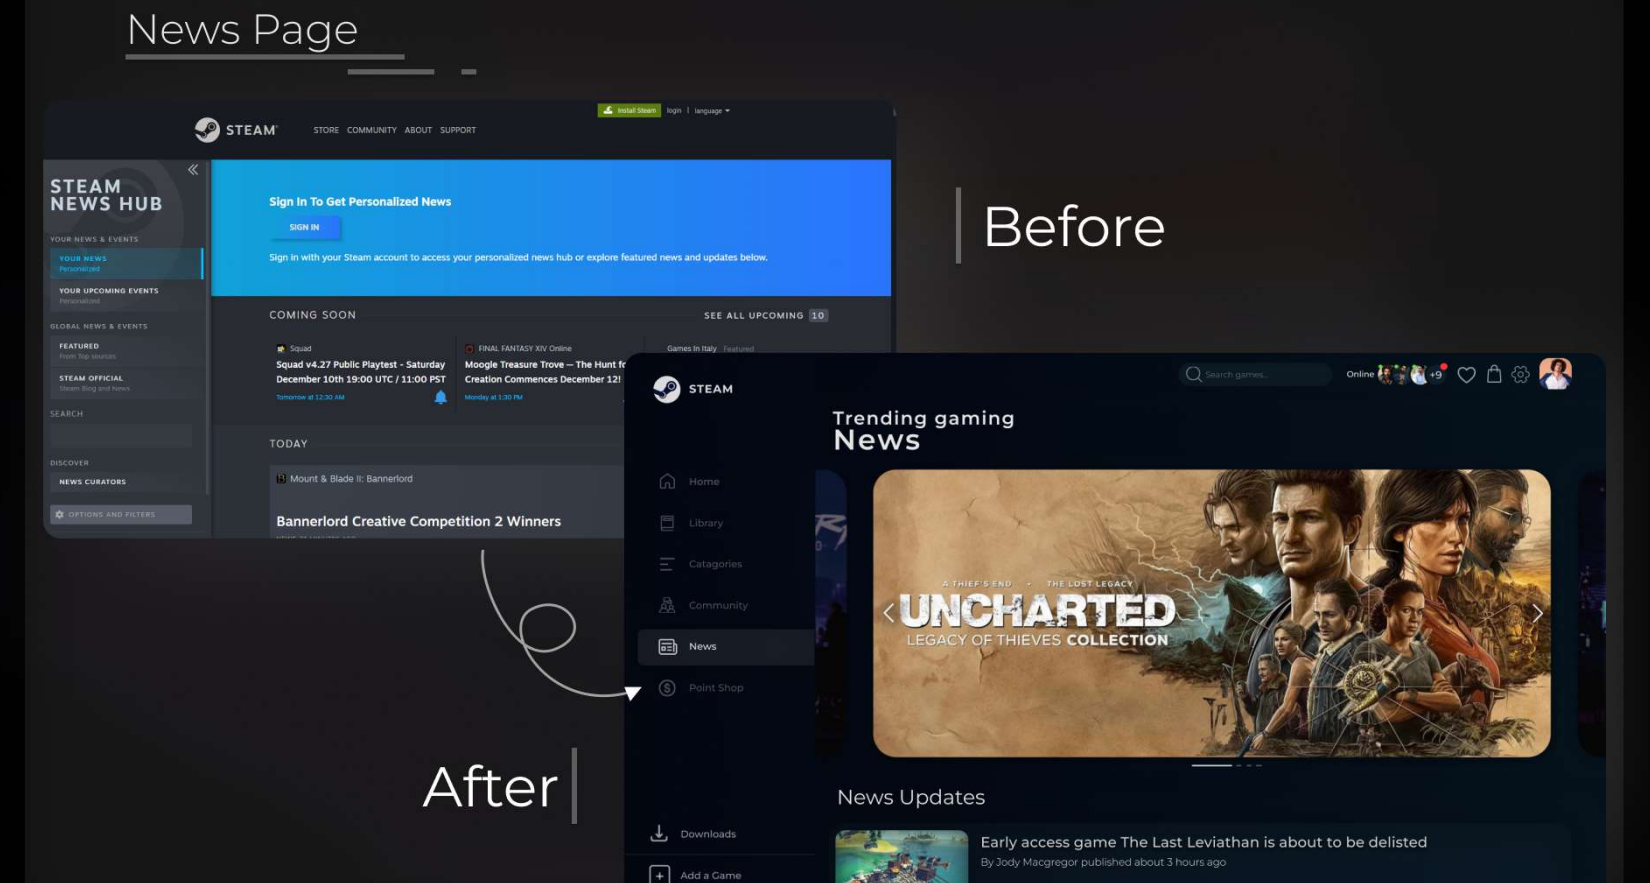 News Page
Install Steam login | language
STEAM
STORE COMMUNITY ABOUT SUPPORT
STEAM
NEWS HUB
YOUR NEWS & EVENTS
YOUR NEWS
Personalized
YOUR UPCOMING EVENTS
Personalized
GLOBAL NEWS & EVENTS
FEATURED
From Top sources
STEAM OFFICIAL
Steam Blog and News
SEARCH
DISCOVER
NEWS CURATORS
OPTIONS AND FILTERS
Sign In To Get Personalized News
SIGN IN
Sign in with your Steam account to access your personalized news hub or explore featured news and updates below.
COMING SOON
SEE ALL UPCOMING 10
Squad
Squad v4.27 Public Playtest - Saturday
December 10th 19:00 UTC / 11:00 PST
Tomorrow at 12:30 AM
FINAL FANTASY XIV Online
Moogle Treasure Trove — The Hunt fo
Creation Commences December 12!
Monday at 1:30 PM
Games In Italy Featured
TODAY
Mount & Blade II: Bannerlord
Bannerlord Creative Competition 2 Winners
Before
After
STEAM
Search games...
Online
+9
Home
Library
Catagories
Community
News
Point Shop
Downloads
Add a Game
Trending gaming
News
A THIEF'S END • THE LOST LEGACY
UNCHARTED
LEGACY OF THIEVES COLLECTION
News Updates
Early access game The Last Leviathan is about to be delisted
By Jody Macgregor published about 3 hours ago